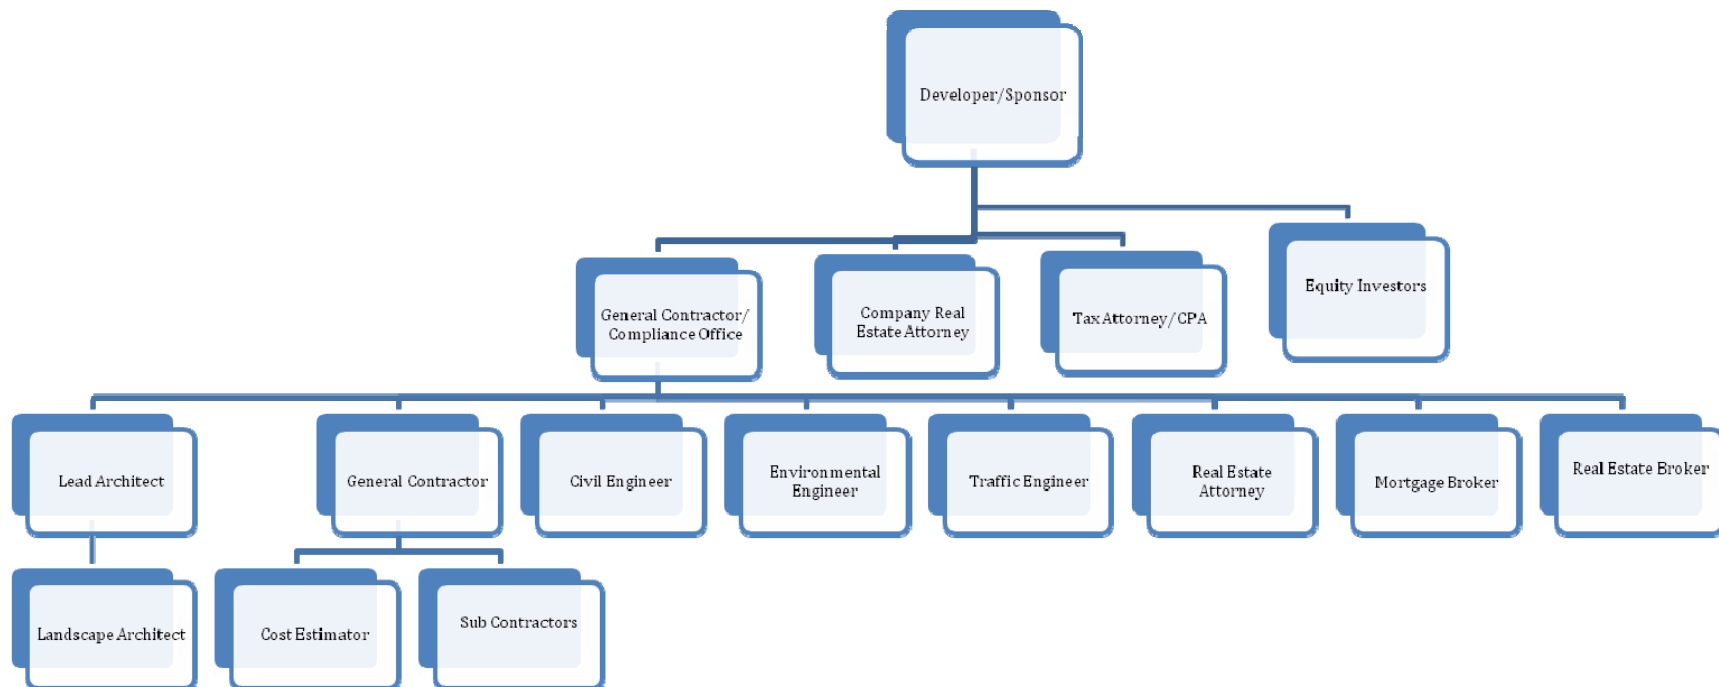 Developer/Sponsor
General Contractor/
Compliance Office
Company Real
Estate Attorney
Tax Attorney/CPA
Equity Investors
Lead Architect
General Contractor
Civil Engineer
Environmental
Engineer
Traffic Engineer
Real Estate
Attorney
Mortgage Broker
Real Estate Broker
Landscape Architect
Cost Estimator
Sub Contractors